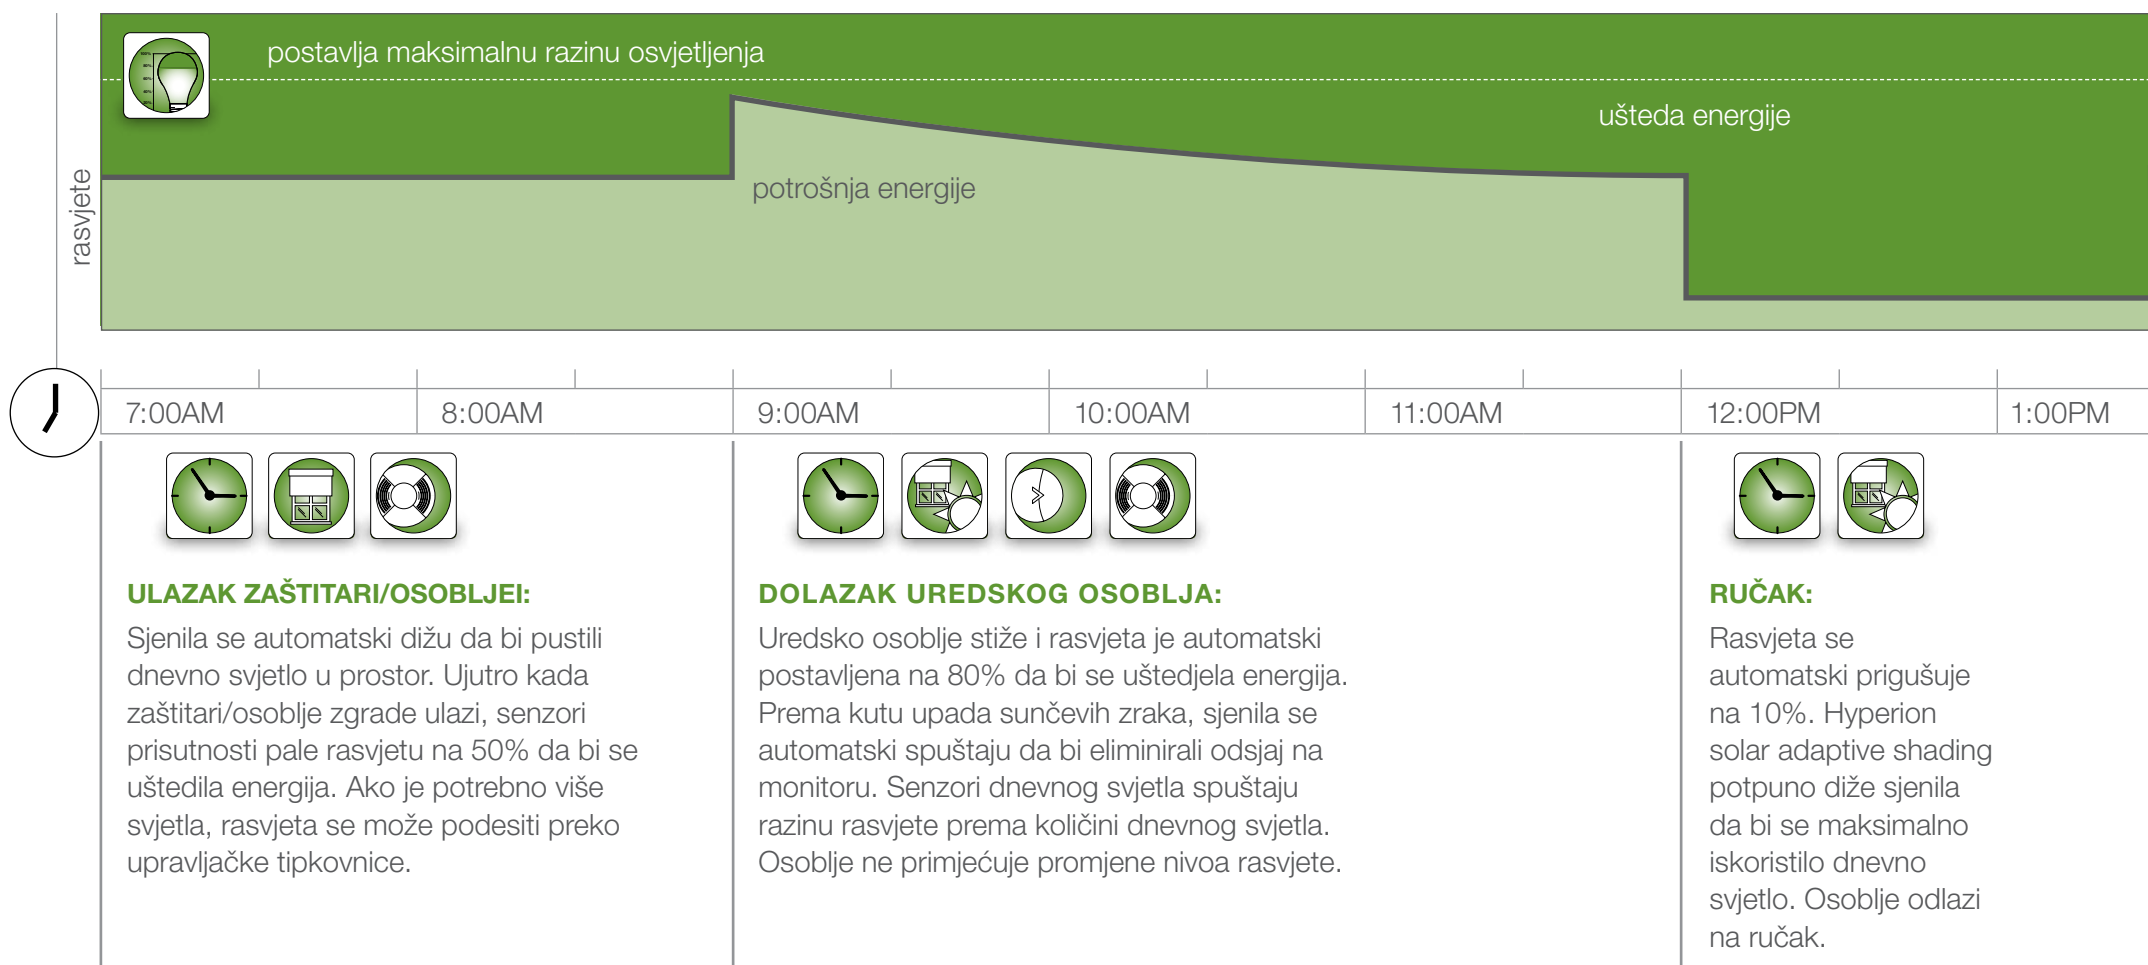 postavlja maksimalnu razinu osvjetljenja
ušteda energije
potrošnja energije
rasvjete
7:00AM
8:00AM
9:00AM
10:00AM
11:00AM
12:00PM
1:00PM
ULAZAK ZAŠTITARI/OSOBLJEI:
Sjenila se automatski dižu da bi pustili
dnevno svjetlo u prostor. Ujutro kada
zaštitari/osoblje zgrade ulazi, senzori
prisutnosti pale rasvjetu na 50% da bi se
uštedila energija. Ako je potrebno više
svjetla, rasvjeta se može podesiti preko
upravljačke tipkovnice.
DOLAZAK UREDSKOG OSOBLJA:
Uredsko osoblje stiže i rasvjeta je automatski
postavljena na 80% da bi se uštedjela energija.
Prema kutu upada sunčevih zraka, sjenila se
automatski spuštaju da bi eliminirali odsjaj na
monitoru. Senzori dnevnog svjetla spuštaju
razinu rasvjete prema količini dnevnog svjetla.
Osoblje ne primjećuje promjene nivoa rasvjete.
RUČAK:
Rasvjeta se
automatski prigušuje
na 10%. Hyperion
solar adaptive shading
potpuno diže sjenila
da bi se maksimalno
iskoristilo dnevno
svjetlo. Osoblje odlazi
na ručak.